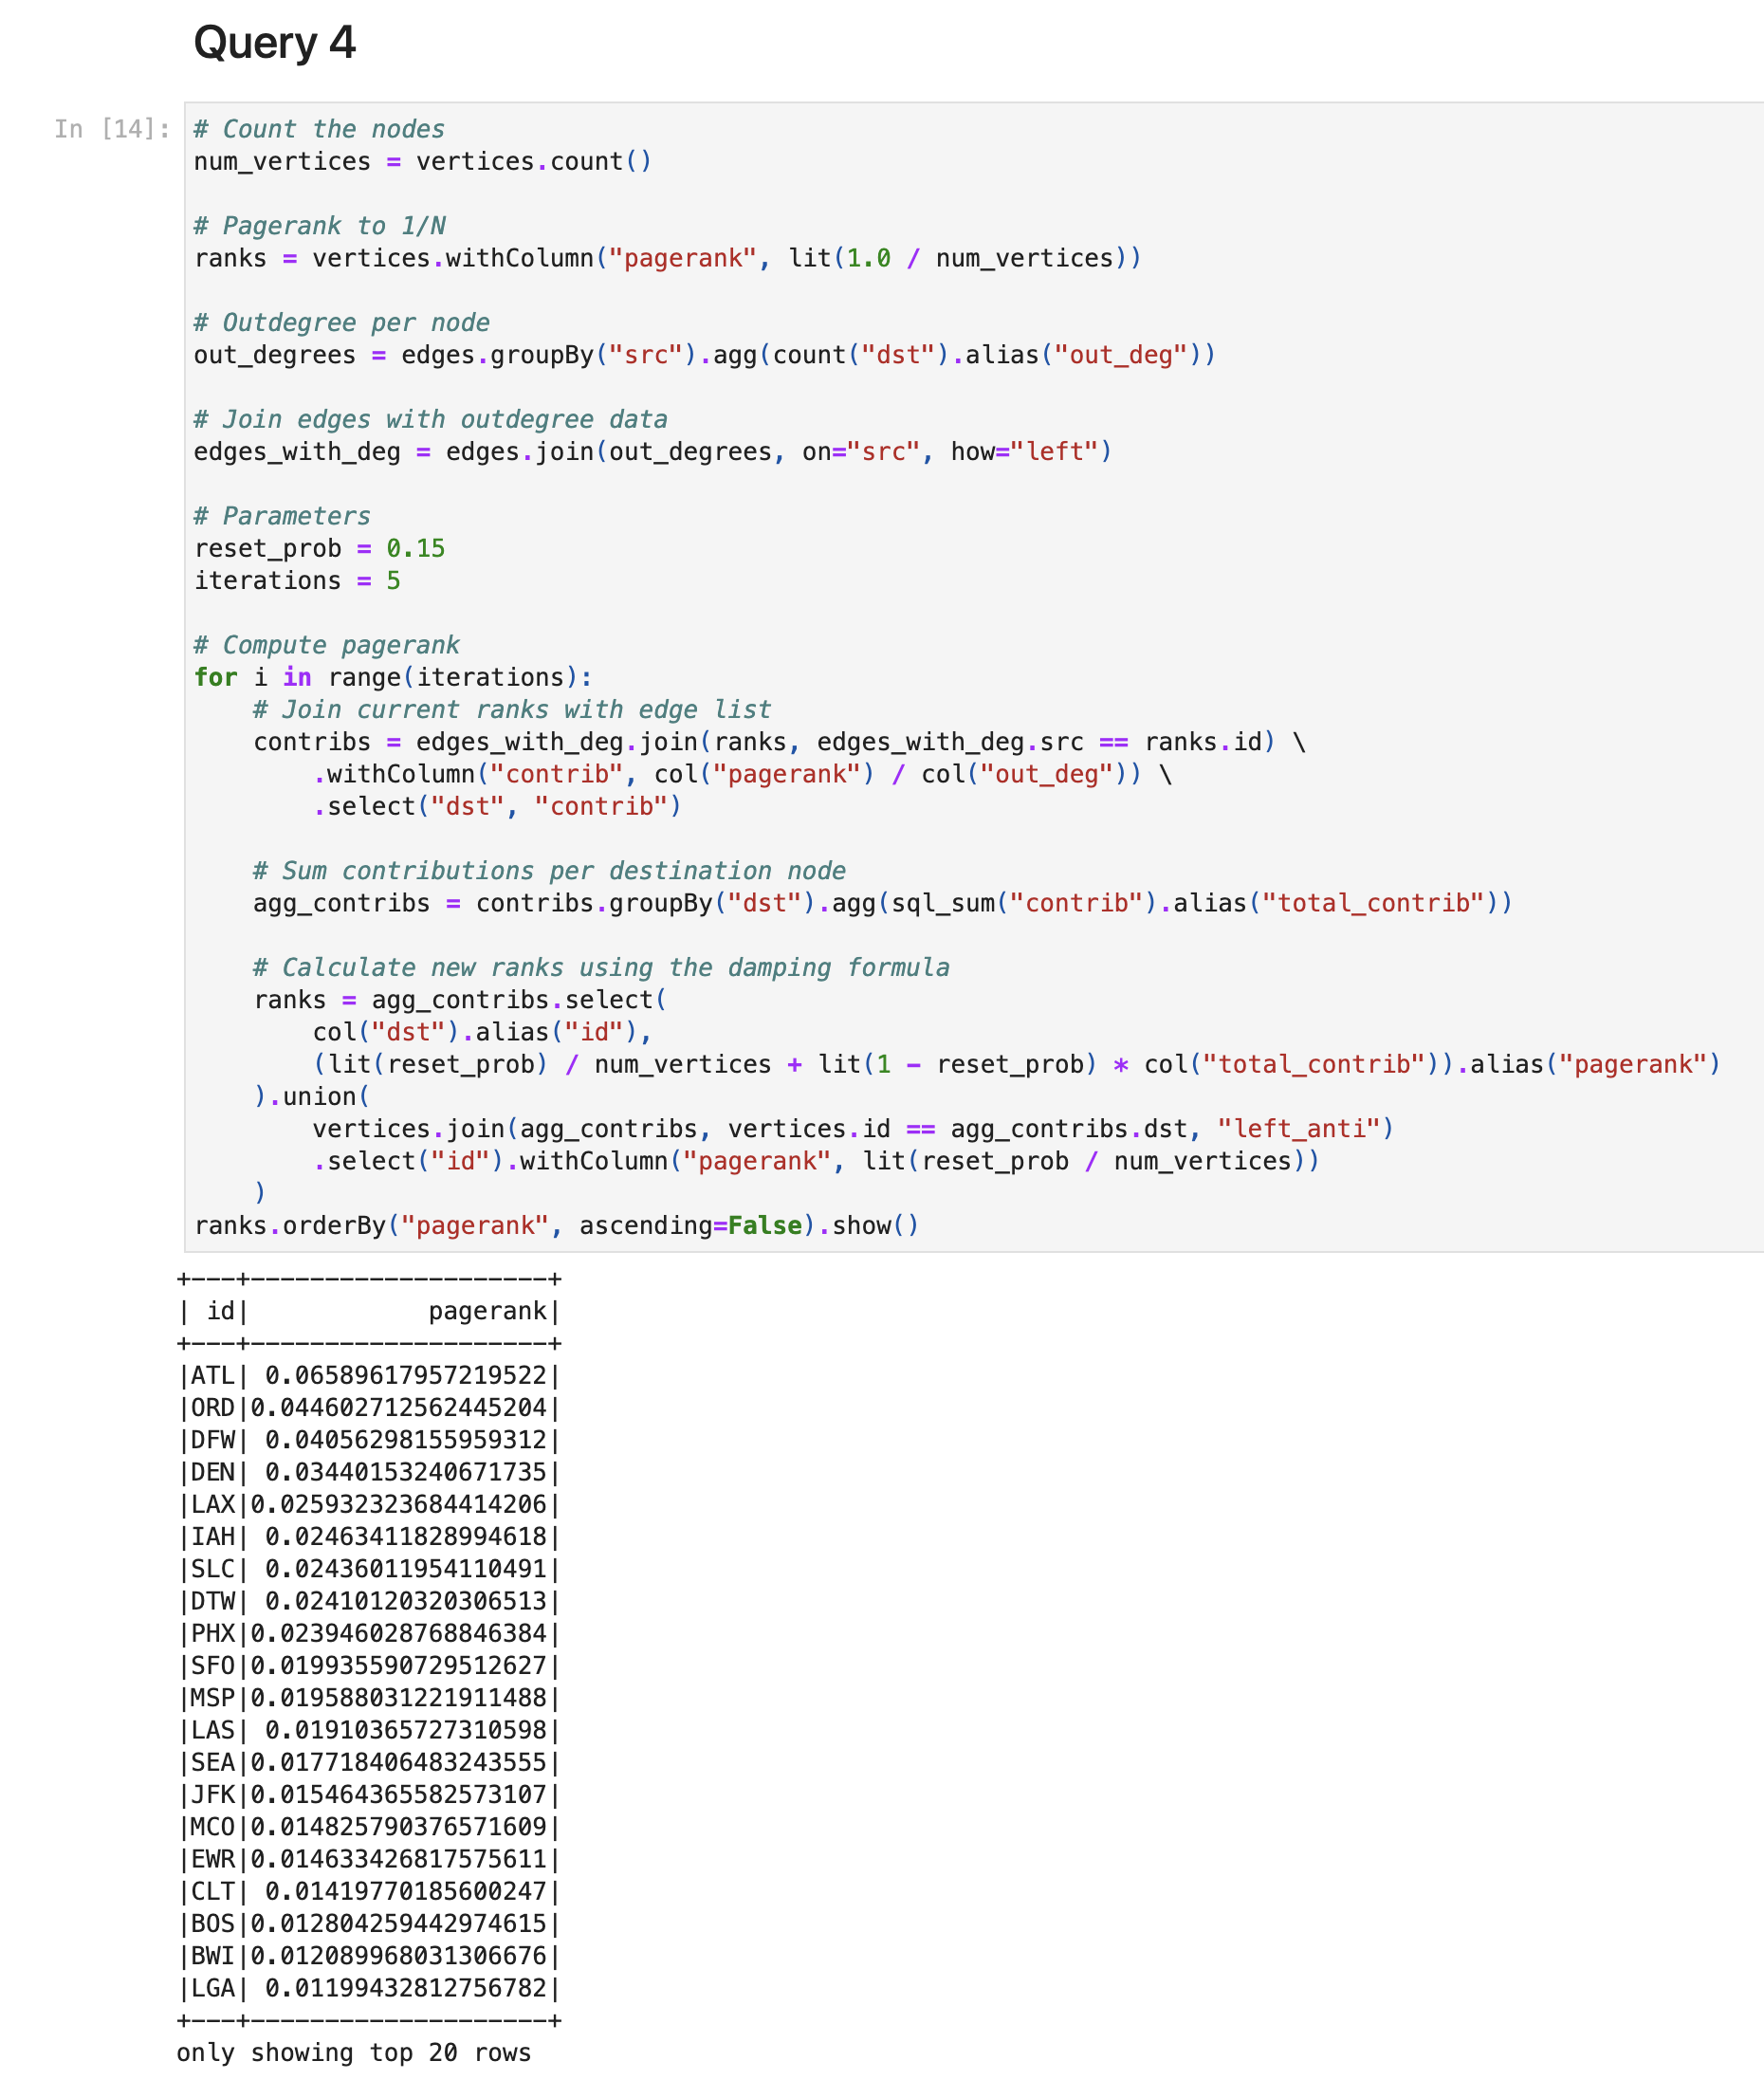 Query 4
In [14]:
# Count the nodes
num_vertices = vertices.count()
# Pagerank to 1/N
ranks = vertices.withColumn("pagerank", lit(1.0 / num_vertices))
# Outdegree per node
out_degrees = edges.groupBy("src").agg(count("dst").alias("out_deg"))
# Join edges with outdegree data
edges_with_deg = edges.join(out_degrees, on="src", how="left")
# Parameters
reset_prob = 0.15
iterations = 5
# Compute pagerank
for i in range(iterations):
    # Join current ranks with edge list
    contribs = edges_with_deg.join(ranks, edges_with_deg.src == ranks.id) \
        .withColumn("contrib", col("pagerank") / col("out_deg")) \
        .select("dst", "contrib")
    # Sum contributions per destination node
    agg_contribs = contribs.groupBy("dst").agg(sql_sum("contrib").alias("total_contrib"))
    # Calculate new ranks using the damping formula
    ranks = agg_contribs.select(
        col("dst").alias("id"),
        (lit(reset_prob) / num_vertices + lit(1 - reset_prob) * col("total_contrib")).alias("pagerank")
    ).union(
        vertices.join(agg_contribs, vertices.id == agg_contribs.dst, "left_anti")
        .select("id").withColumn("pagerank", lit(reset_prob / num_vertices))
    )
ranks.orderBy("pagerank", ascending=False).show()
+---+--------------------+
| id|            pagerank|
+---+--------------------+
|ATL| 0.06589617957219522|
|ORD|0.044602712562445204|
|DFW| 0.04056298155959312|
|DEN| 0.03440153240671735|
|LAX|0.025932323684414206|
|IAH| 0.02463411828994618|
|SLC| 0.02436011954110491|
|DTW| 0.02410120320306513|
|PHX|0.023946028768846384|
|SFO|0.019935590729512627|
|MSP|0.019588031221911488|
|LAS| 0.01910365727310598|
|SEA|0.017718406483243555|
|JFK|0.015464365582573107|
|MCO|0.014825790376571609|
|EWR|0.014633426817575611|
|CLT| 0.01419770185600247|
|BOS|0.012804259442974615|
|BWI|0.012089968031306676|
|LGA| 0.01199432812756782|
+---+--------------------+
only showing top 20 rows